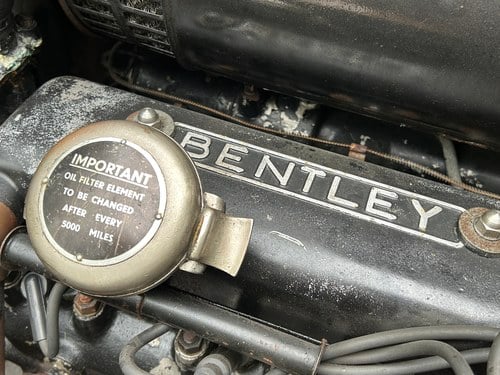 IMPORTANT
OIL FILTER ELEMENT
TO BE CHANGED
AFTER EVERY
5000 MILES
BENTLEY